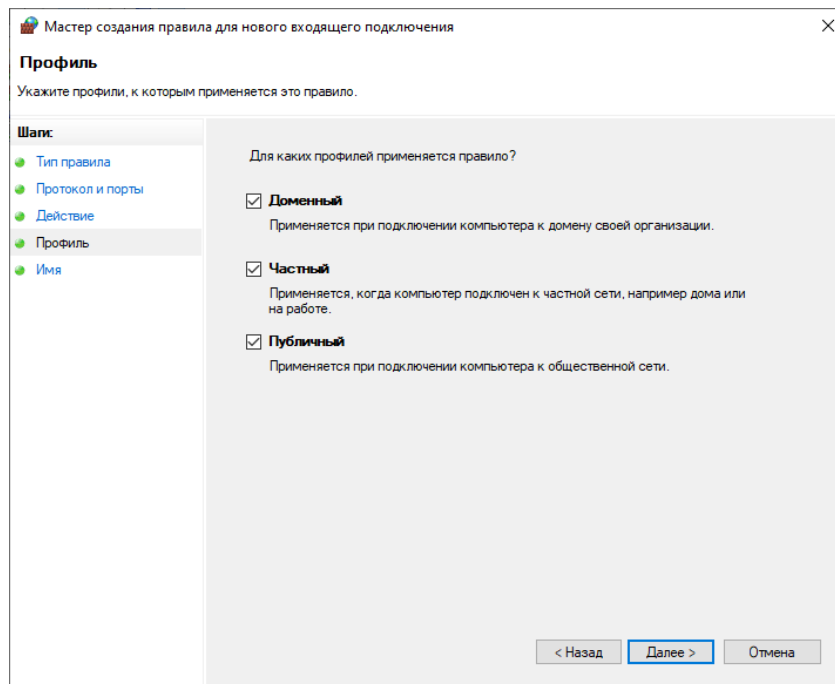 Мастер создания правила для нового входящего подключения
Профиль
Укажите профили, к которым применяется это правило.
Шаги:
Тип правила
Протокол и порты
Действие
Профиль
Имя
Для каких профилей применяется правило?
Доменный
Применяется при подключении компьютера к домену своей организации.
Частный
Применяется, когда компьютер подключен к частной сети, например дома или
на работе.
Публичный
Применяется при подключении компьютера к общественной сети.
< Назад
Далее >
Отмена